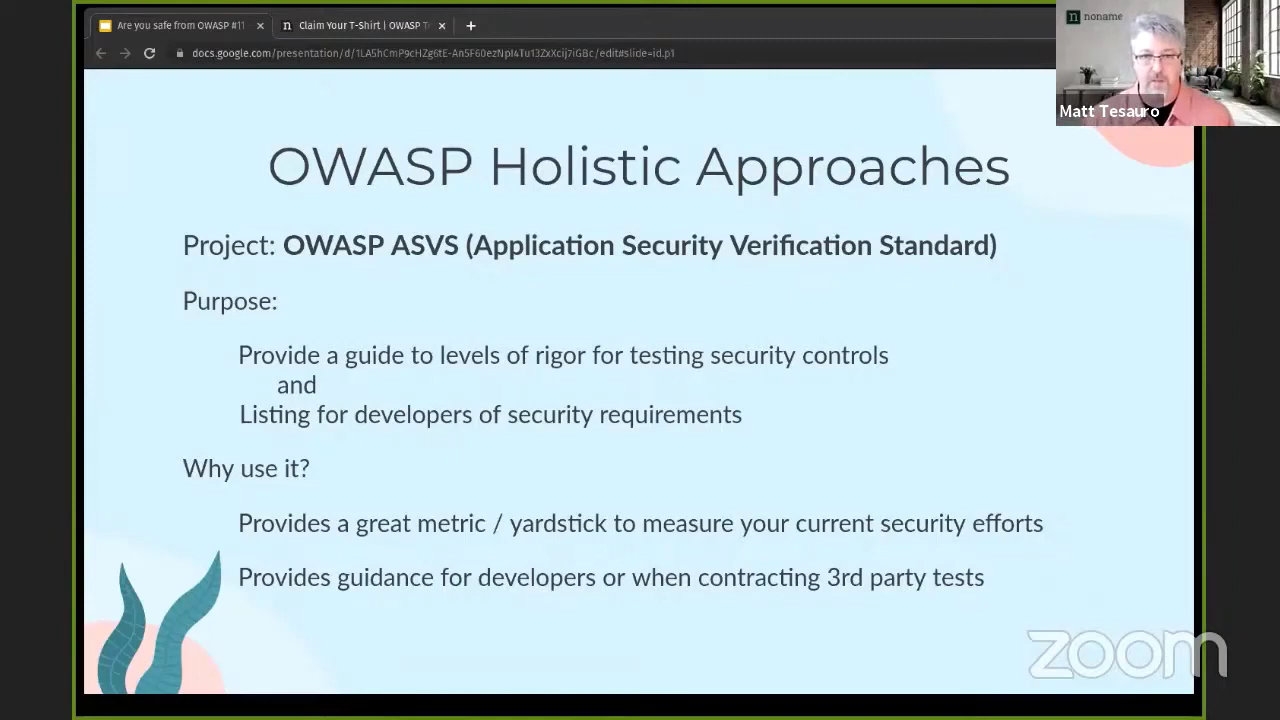 Are you safe from OWASP #11
Claim Your T-Shirt | OWASP T
noname
docs.google.com/presentation/d/
/edit#slide=id.p1
Matt Tesauro
OWASP Holistic Approaches
Project: OWASP ASVS (Application Security Verification Standard)
Purpose:
Provide a guide to levels of rigor for testing security controls
and
Listing for developers of security requirements
Why use it?
Provides a great metric / yardstick to measure your current security efforts
Provides guidance for developers or when contracting 3rd party tests
zoom